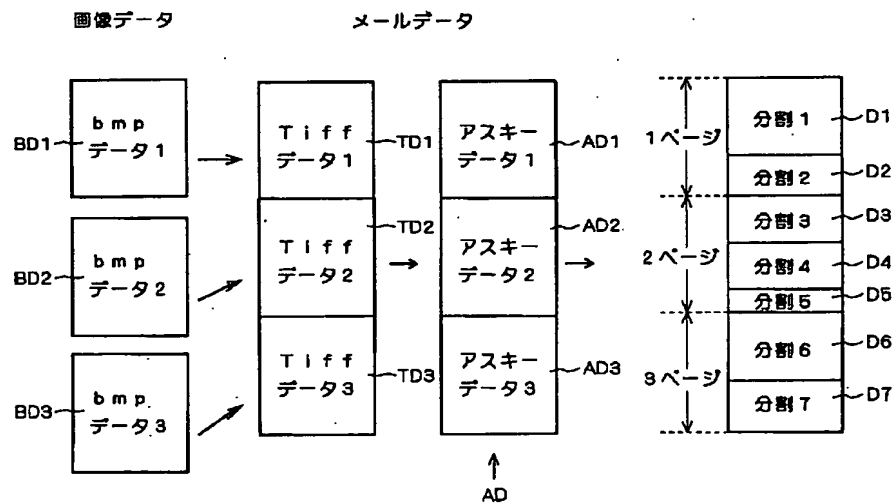 画像データ
メールデータ
BD1
bmp
データ1
BD2
bmp
データ2
BD3
bmp
データ3
Tiff
データ1
TD1
Tiff
データ2
TD2
Tiff
データ3
TD3
アスキー
データ1
AD1
アスキー
データ2
AD2
アスキー
データ3
AD3
AD
1ページ
分割1
D1
分割2
D2
2ページ
分割3
D3
分割4
D4
分割5
D5
3ページ
分割6
D6
分割7
D7